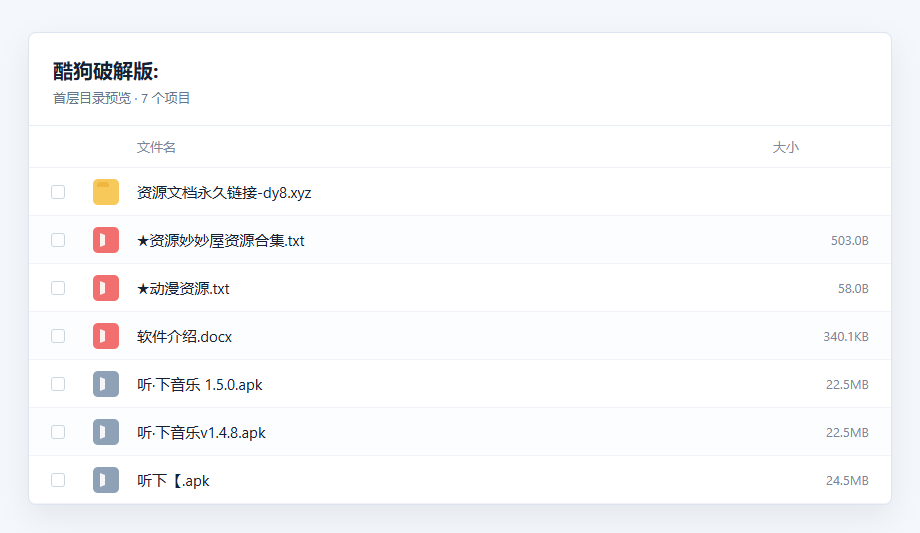 酷狗破解版:
首层目录预览 · 7 个项目
文件名 大小
资源文档永久链接-dy8.xyz
★资源妙妙屋资源合集.txt 503.0B
★动漫资源.txt 58.0B
软件介绍.docx 340.1KB
听·下音乐 1.5.0.apk 22.5MB
听·下音乐v1.4.8.apk 22.5MB
听下【.apk 24.5MB